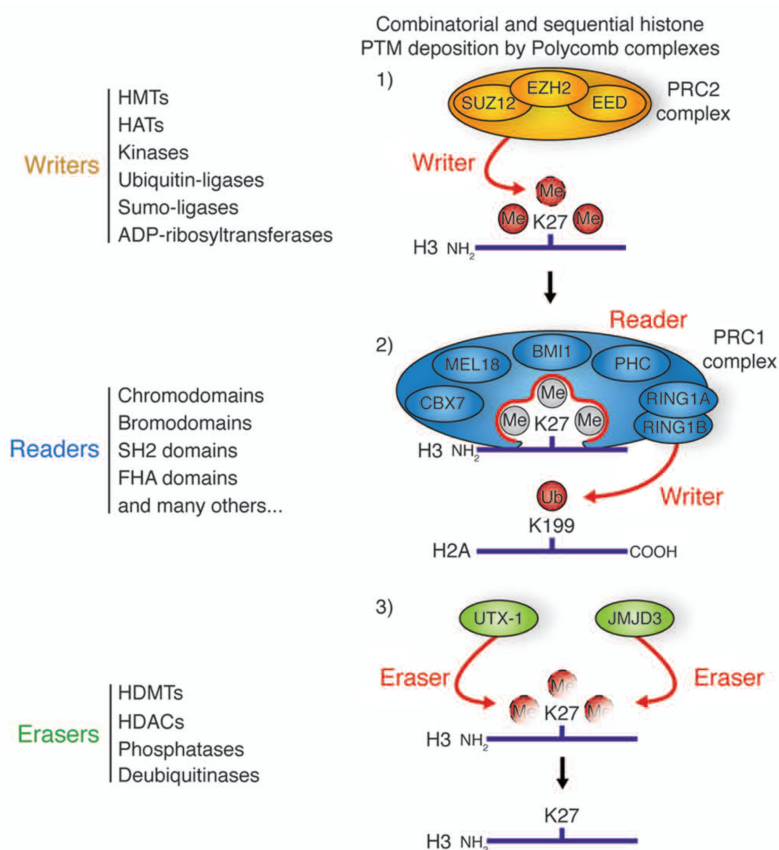 Combinatorial and sequential histone
PTM deposition by Polycomb complexes
Writers
HMTs
HATs
Kinases
Ubiquitin-ligases
Sumo-ligases
ADP-ribosyltransferases
1)
SUZ12
EZH2
EED
PRC2
complex
Writer
Me
Me
K27
Me
H3 NH2
Readers
Chromodomains
Bromodomains
SH2 domains
FHA domains
and many others...
2)
Reader
PRC1
complex
CBX7
MEL18
BMI1
PHC
RING1A
RING1B
Me
Me
K27
Me
H3 NH2
Writer
Ub
K199
H2A
COOH
Erasers
HDMTs
HDACs
Phosphatases
Deubiquitinases
3)
UTX-1
JMJD3
Eraser
Eraser
Me
Me
K27
Me
H3 NH2
K27
H3 NH2